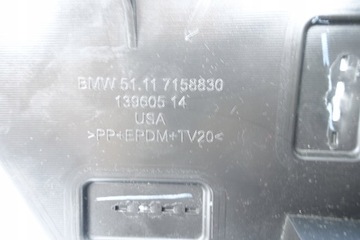 BMW 51.11 7158830
139605 14
USA
>PP+EPDM+TV20<